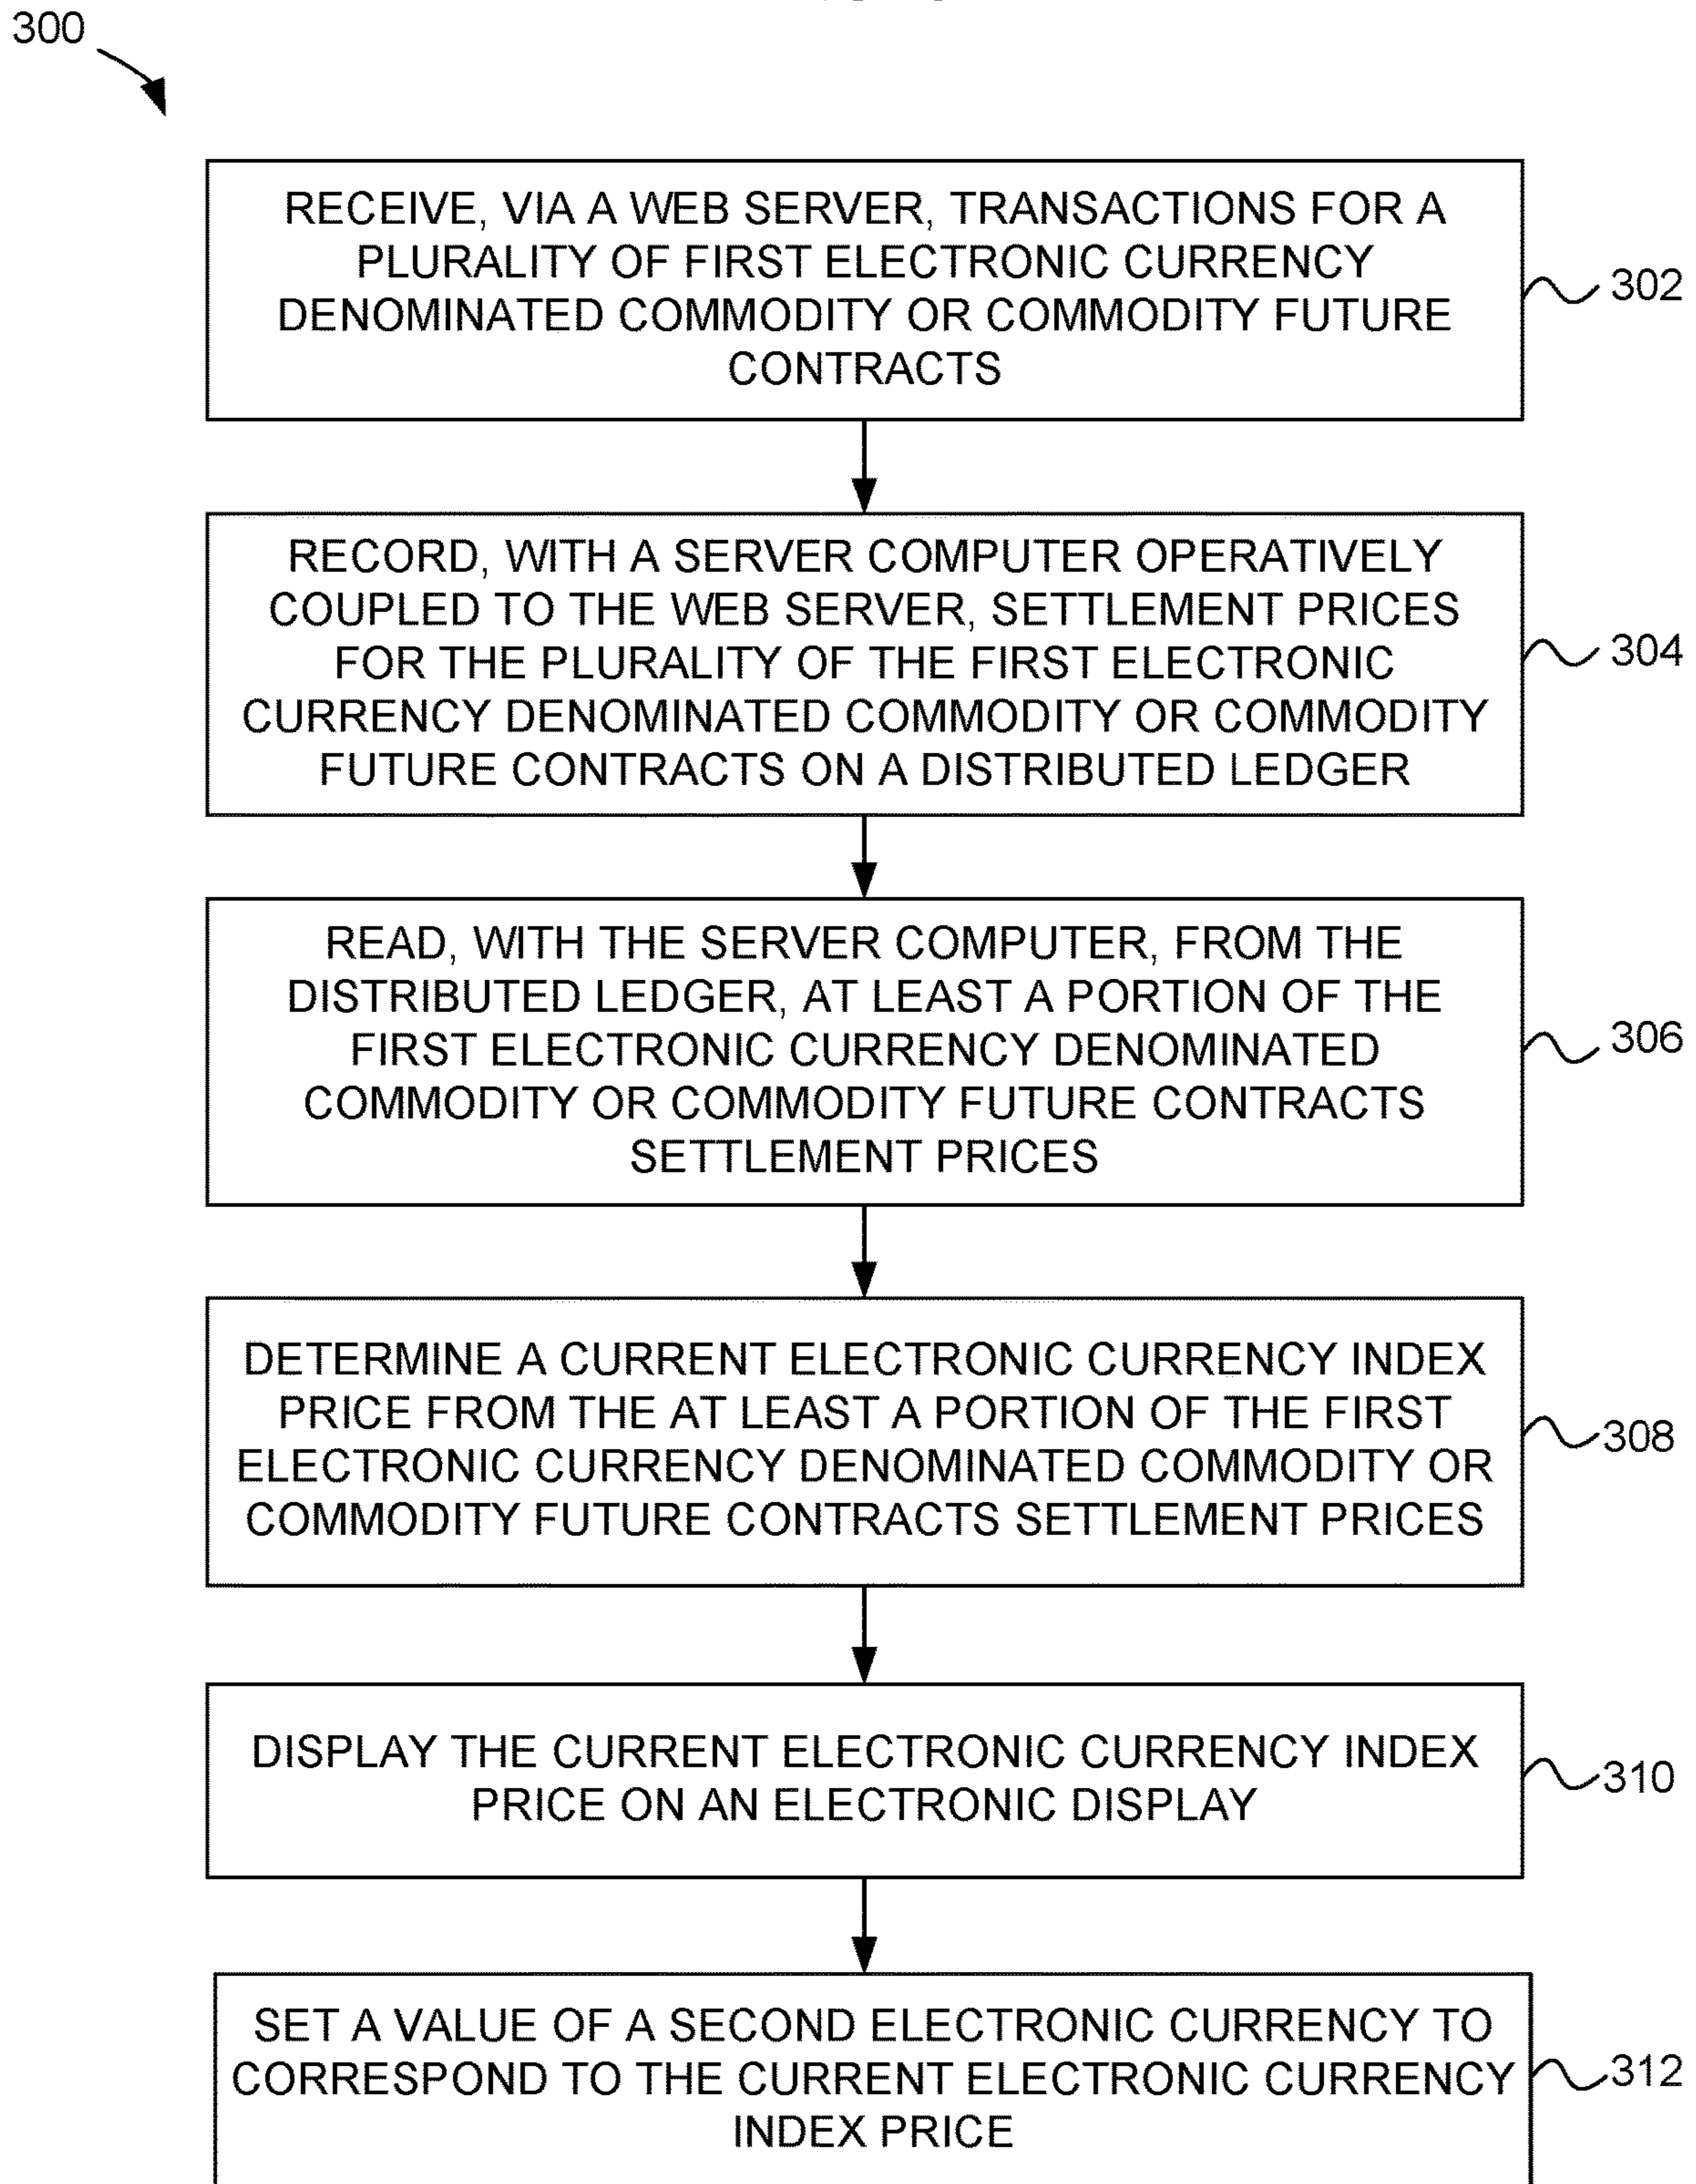 300
RECEIVE, VIA A WEB SERVER, TRANSACTIONS FOR A
PLURALITY OF FIRST ELECTRONIC CURRENCY
DENOMINATED COMMODITY OR COMMODITY FUTURE
CONTRACTS
302
RECORD, WITH A SERVER COMPUTER OPERATIVELY
COUPLED TO THE WEB SERVER, SETTLEMENT PRICES
FOR THE PLURALITY OF THE FIRST ELECTRONIC
CURRENCY DENOMINATED COMMODITY OR COMMODITY
FUTURE CONTRACTS ON A DISTRIBUTED LEDGER
304
READ, WITH THE SERVER COMPUTER, FROM THE
DISTRIBUTED LEDGER, AT LEAST A PORTION OF THE
FIRST ELECTRONIC CURRENCY DENOMINATED
COMMODITY OR COMMODITY FUTURE CONTRACTS
SETTLEMENT PRICES
306
DETERMINE A CURRENT ELECTRONIC CURRENCY INDEX
PRICE FROM THE AT LEAST A PORTION OF THE FIRST
ELECTRONIC CURRENCY DENOMINATED COMMODITY OR
COMMODITY FUTURE CONTRACTS SETTLEMENT PRICES
308
DISPLAY THE CURRENT ELECTRONIC CURRENCY INDEX
PRICE ON AN ELECTRONIC DISPLAY
310
SET A VALUE OF A SECOND ELECTRONIC CURRENCY TO
CORRESPOND TO THE CURRENT ELECTRONIC CURRENCY
INDEX PRICE
312